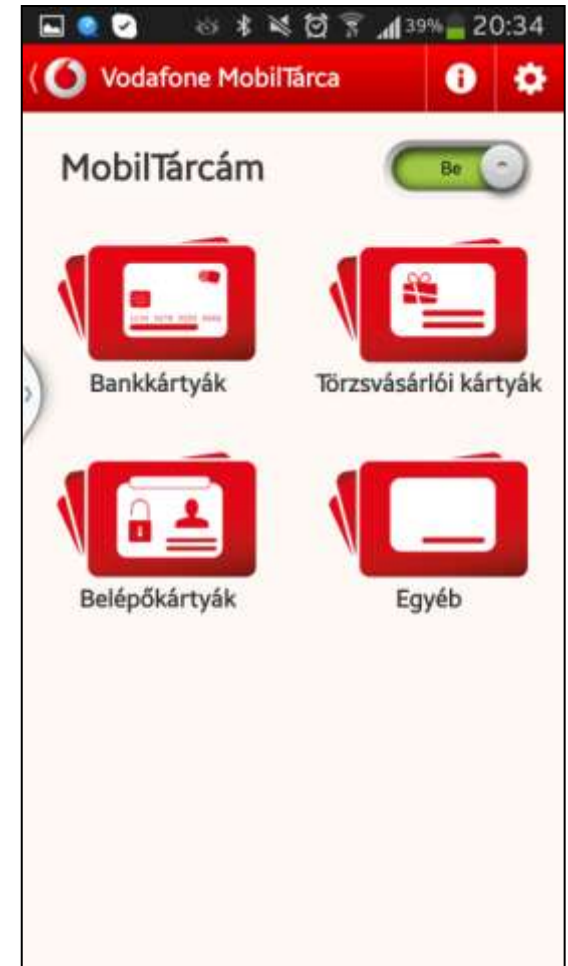 39% 20:34
Vodafone MobilTárca
MobilTárcám
Be
Bankkártyák
Törzsvásárlói kártyák
Belépőkártyák
Egyéb